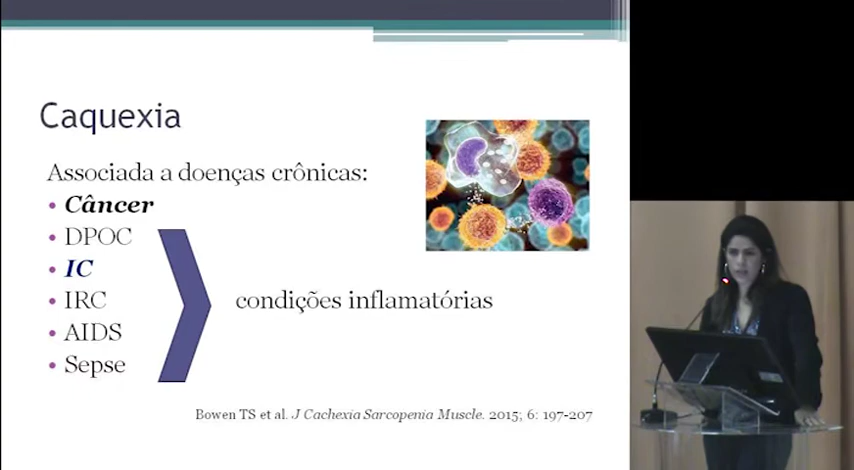 Caquexia
Associada a doenças crônicas:
• Câncer
• DPOC
• IC
• IRC
• AIDS
• Sepse
condições inflamatórias
Bowen TS et al. J Cachexia Sarcopenia Muscle. 2015; 6: 197-207